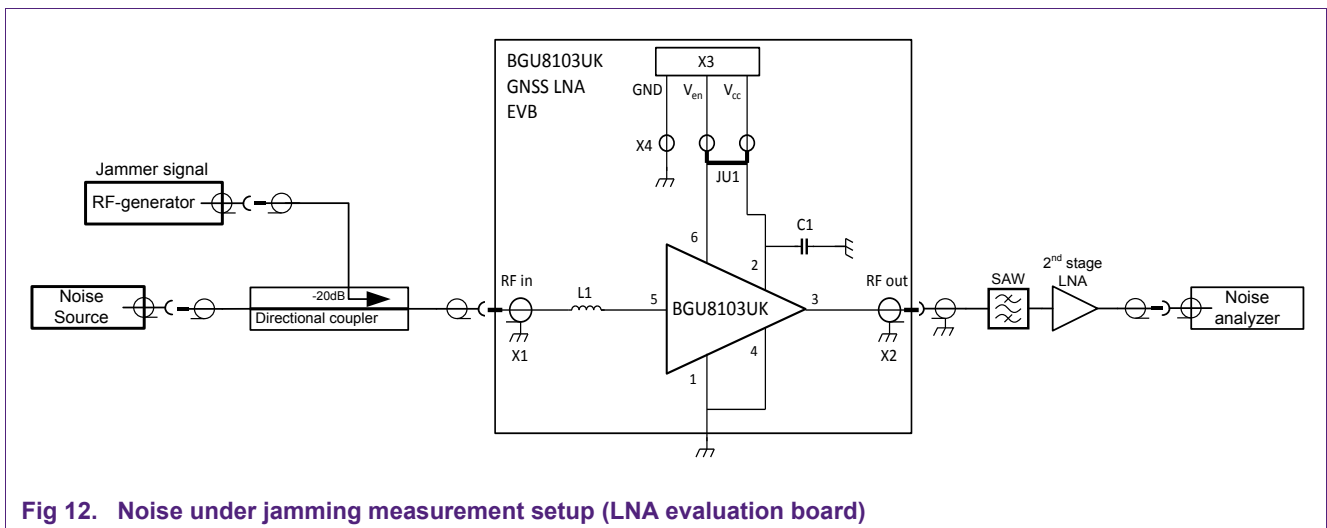 BGU8103UK
GNSS LNA
EVB
X3
GND
Ven
Vcc
X4
JU1
C1
Jammer signal
RF-generator
6
2
RF in
L1
5
BGU8103UK
3
RF out
SAW
2nd stage
LNA
Noise
Source
-20dB
Directional coupler
Noise
analyzer
X1
1
4
X2
Fig 12. Noise under jamming measurement setup (LNA evaluation board)